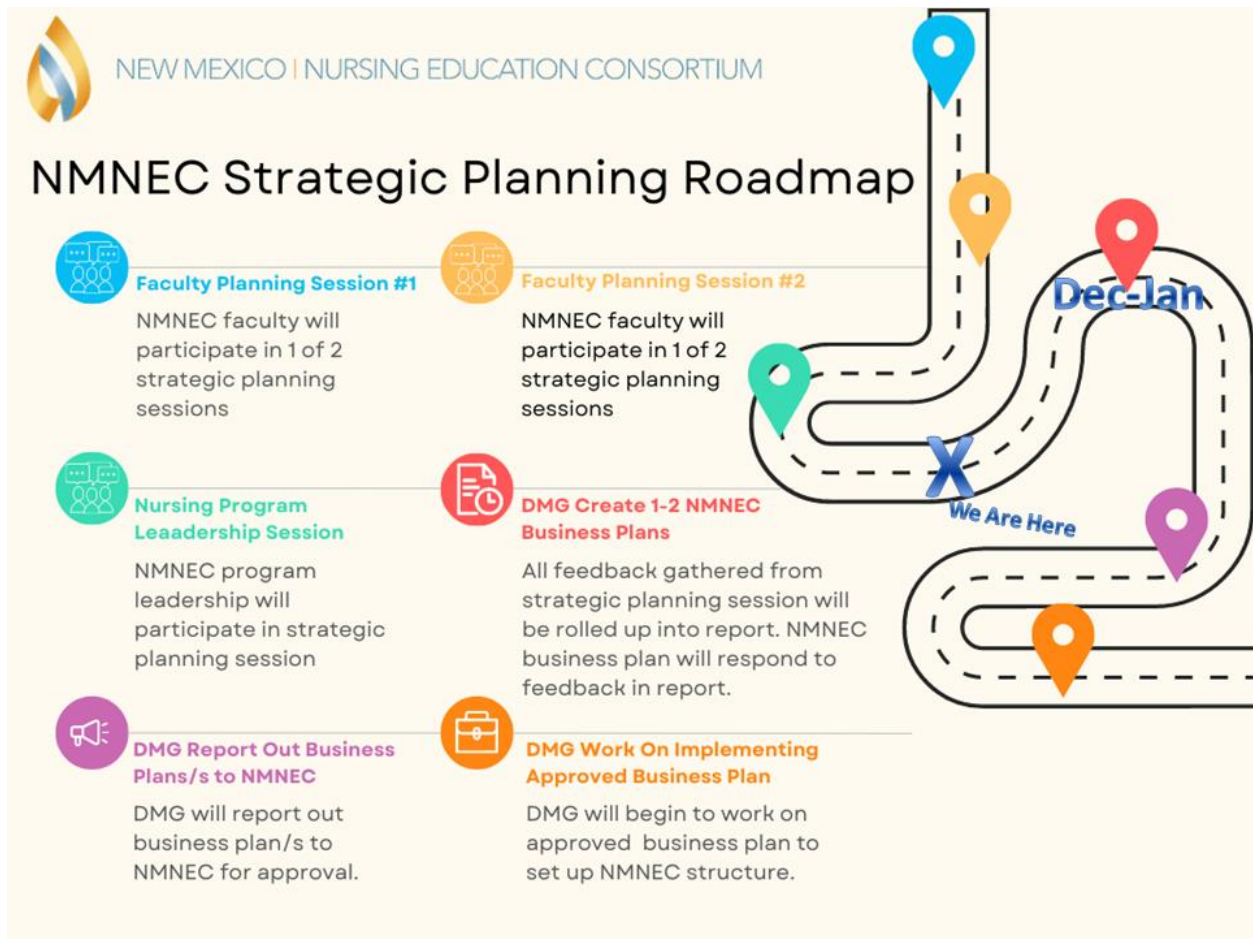 NEW MEXICO | NURSING EDUCATION CONSORTIUM
NMNEC Strategic Planning Roadmap
Faculty Planning Session #1
NMNEC faculty will
participate in 1 of 2
strategic planning
sessions
Faculty Planning Session #2
NMNEC faculty will
participate in 1 of 2
strategic planning
sessions
Dec-Jan
X
We Are Here
Nursing Program
Leaadership Session
NMNEC program
leadership will
participate in strategic
planning session
DMG Create 1-2 NMNEC
Business Plans
All feedback gathered from
strategic planning session will
be rolled up into report. NMNEC
business plan will respond to
feedback in report.
DMG Report Out Business
Plans/s to NMNEC
DMG will report out
business plan/s to
NMNEC for approval.
DMG Work On Implementing
Approved Business Plan
DMG will begin to work on
approved business plan to
set up NMNEC structure.